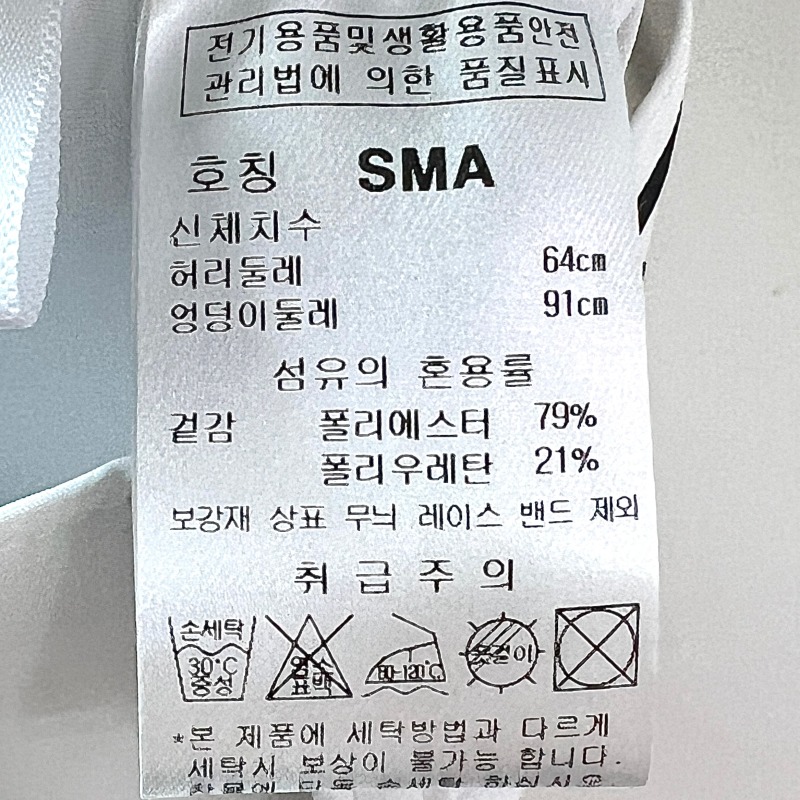 전기용품및생활용품안전
관리법에 의한 품질표시
호칭 SMA
신체치수
허리둘레 64cm
엉덩이둘레 91cm
섬유의 혼용률
겉감 폴리에스터 79%
폴리우레탄 21%
보강재 상표 무늬 레이스 밴드 제외
취급주의
손세탁 30°C 중성
염소 표백
80-120°C
옷걸이
*본 제품에 세탁방법과 다르게
세탁시 보상이 불가능 합니다.
단독 손세탁